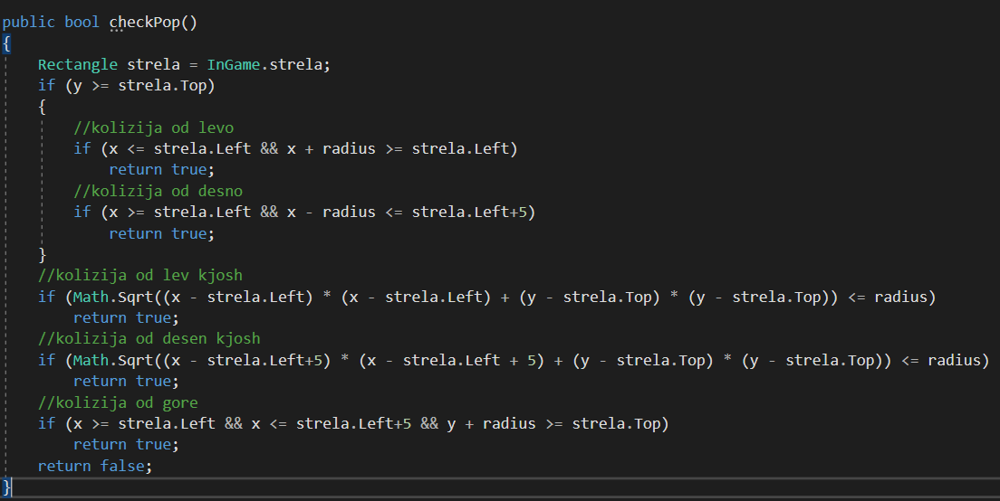 public bool checkPop()
{
    Rectangle strela = InGame.strela;
    if (y >= strela.Top)
    {
        //kolizija od levo
        if (x <= strela.Left && x + radius >= strela.Left)
            return true;
        //kolizija od desno
        if (x >= strela.Left && x - radius <= strela.Left+5)
            return true;
    }
    //kolizija od lev kjosh
    if (Math.Sqrt((x - strela.Left) * (x - strela.Left) + (y - strela.Top) * (y - strela.Top)) <= radius)
        return true;
    //kolizija od desen kjosh
    if (Math.Sqrt((x - strela.Left+5) * (x - strela.Left + 5) + (y - strela.Top) * (y - strela.Top)) <= radius)
        return true;
    //kolizija od gore
    if (x >= strela.Left && x <= strela.Left+5 && y + radius >= strela.Top)
        return true;
    return false;
}